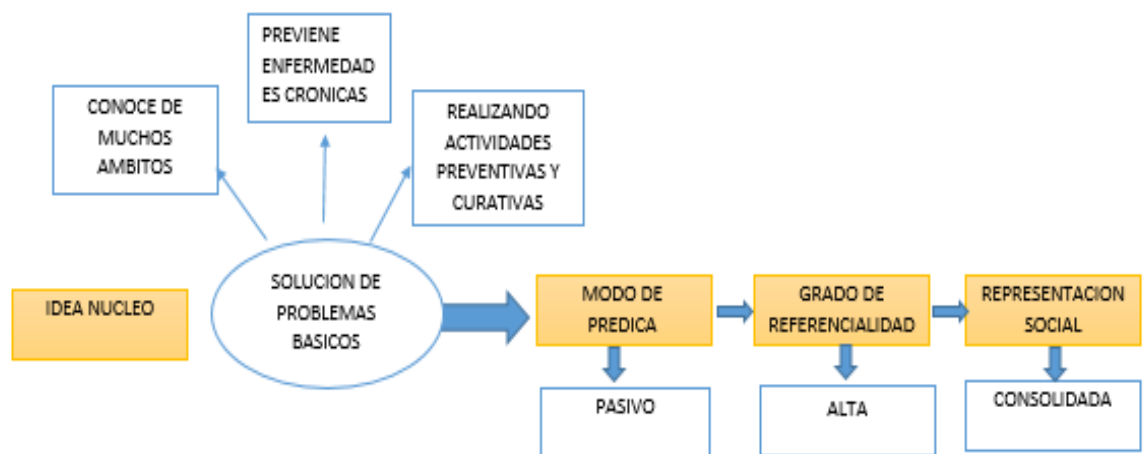 PREVIENE
ENFERMEDAD
ES CRONICAS
CONOCE DE
MUCHOS
AMBITOS
REALIZANDO
ACTIVIDADES
PREVENTIVAS Y
CURATIVAS
IDEA NUCLEO
SOLUCION DE
PROBLEMAS
BASICOS
MODO DE
PREDICA
GRADO DE
REFERENCIALIDAD
REPRESENTACION
SOCIAL
PASIVO
ALTA
CONSOLIDADA